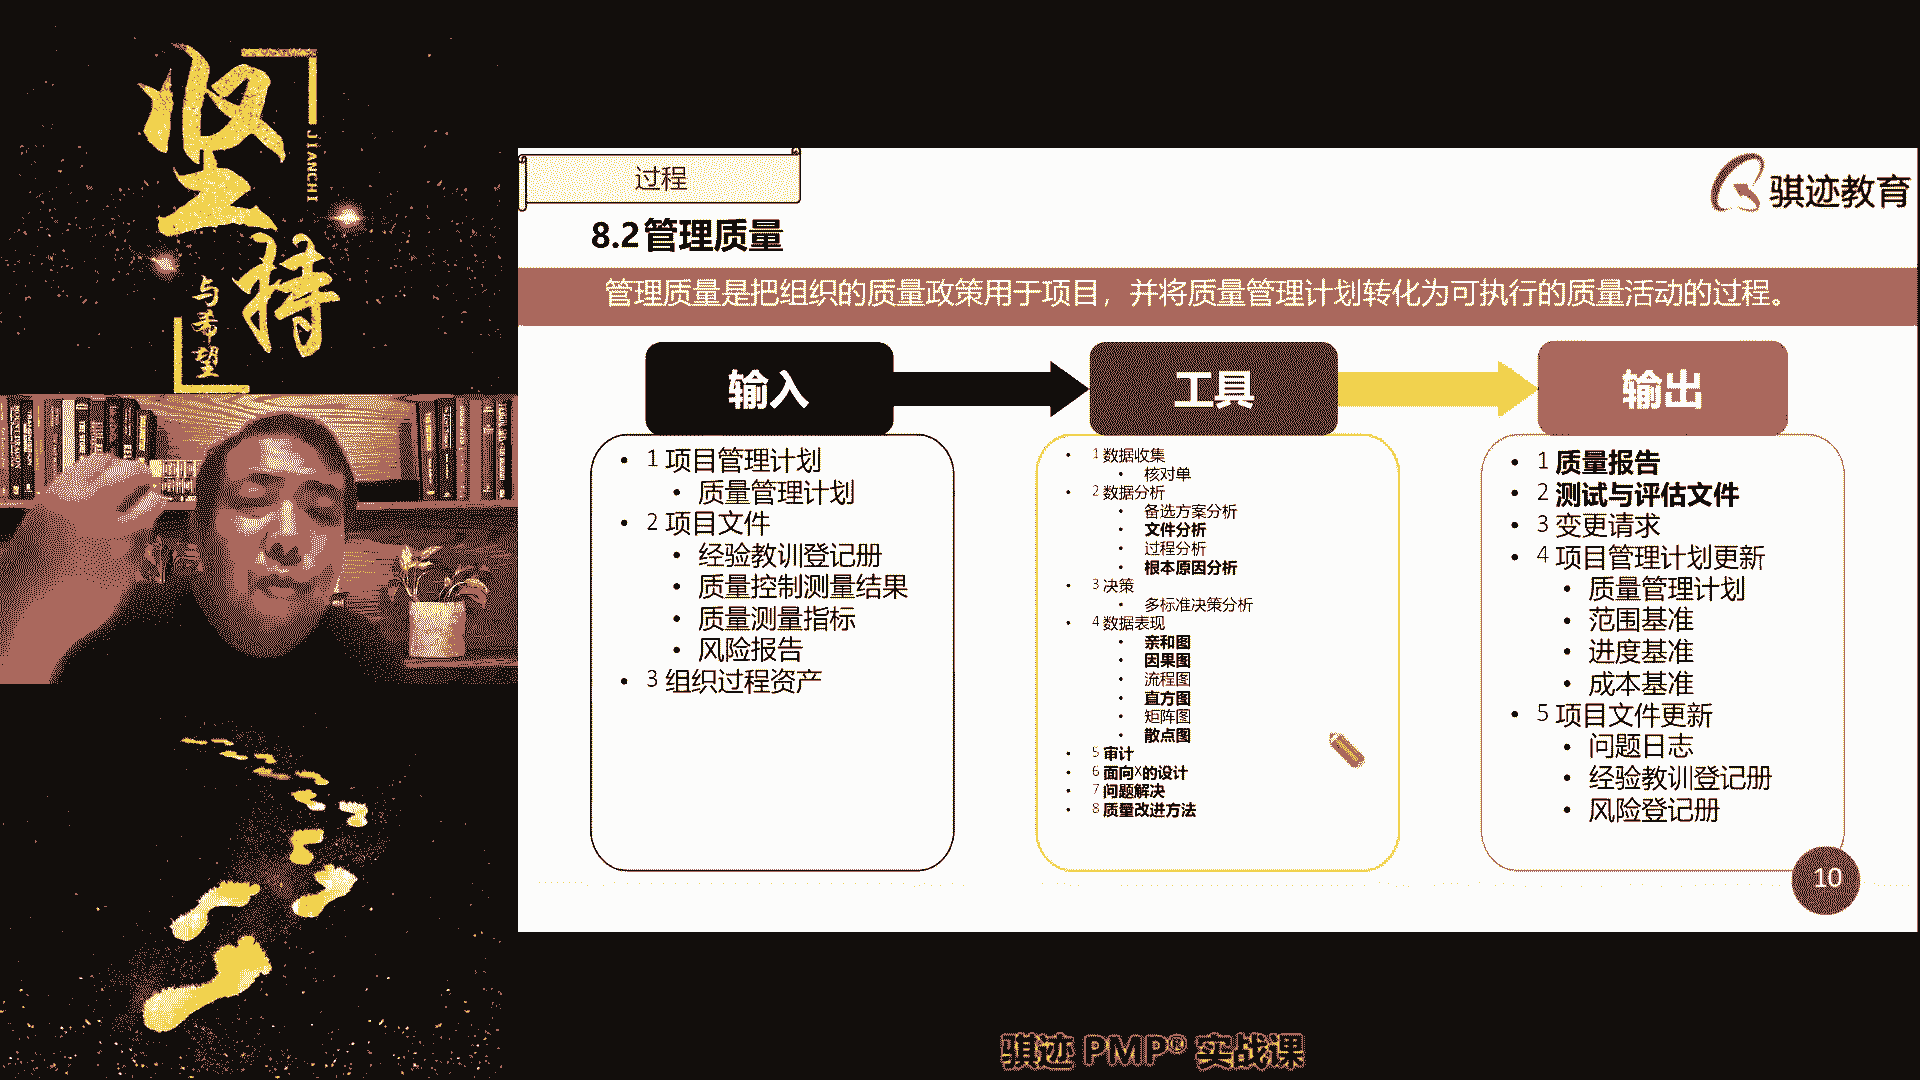 坚持
JIANCHI
与希望
过程
骐迹教育
8.2管理质量
管理质量是把组织的质量政策用于项目，并将质量管理计划转化为可执行的质量活动的过程。
输入
1 项目管理计划
质量管理计划
2 项目文件
经验教训登记册
质量控制测量结果
质量测量指标
风险报告
3 组织过程资产
工具
1 数据收集
核对单
2 数据分析
备选方案分析
文件分析
过程分析
根本原因分析
3 决策
多标准决策分析
4 数据表现
亲和图
因果图
流程图
直方图
矩阵图
散点图
5 审计
6 面向X的设计
7 问题解决
8 质量改进方法
输出
1 质量报告
2 测试与评估文件
3 变更请求
4 项目管理计划更新
质量管理计划
范围基准
进度基准
成本基准
5 项目文件更新
问题日志
经验教训登记册
风险登记册
10
骐迹 PMP® 实战课